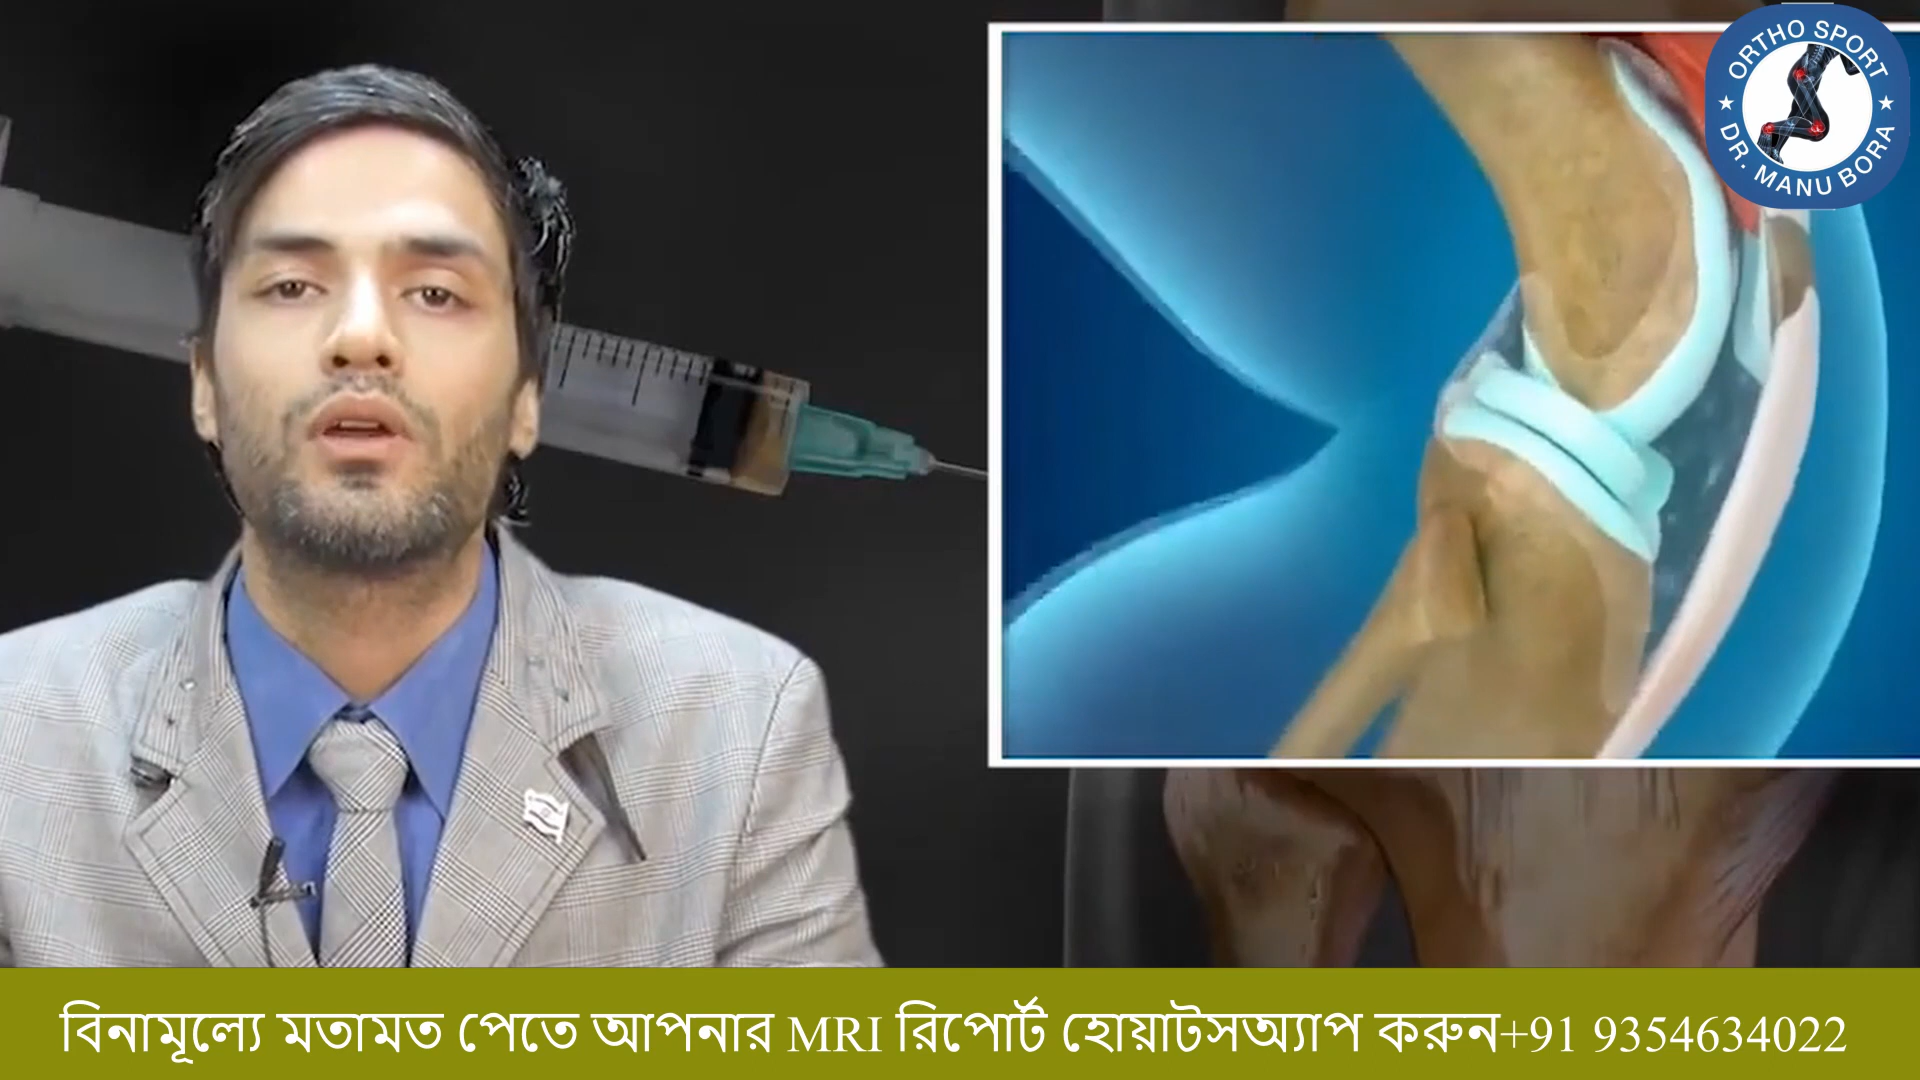 ORTHO SPORT
DR. MANU BORA
বিনামূল্যে মতামত পেতে আপনার MRI রিপোর্ট হোয়াটসঅ্যাপ করুন+91 9354634022